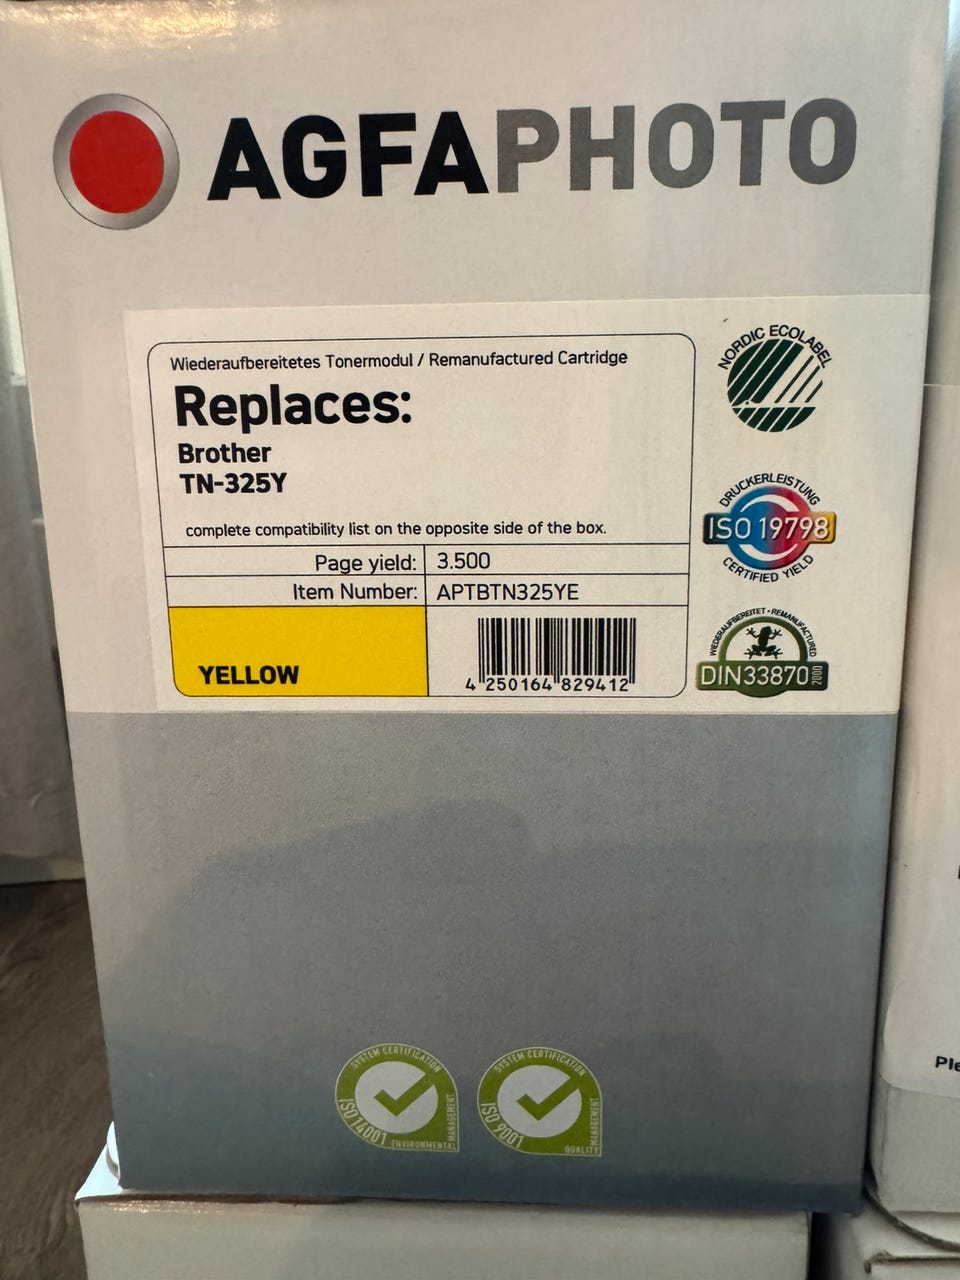 AGFAPHOTO
Wiederaufbereitetes Tonermodul / Remanufactured Cartridge
Replaces:
Brother
TN-325Y
complete compatibility list on the opposite side of the box.
Page yield: 3.500
Item Number: APTBTN325YE
YELLOW
4 250164 829412
NORDIC ECOLABEL
DRUCKERLEISTUNG
ISO 19798
CERTIFIED YIELD
WIEDERAUFBEREITET • REMANUFACTURED
DIN33870 2000
SYSTEM CERTIFICATION
ISO 14001
ENVIRONMENTAL
MANAGEMENT
SYSTEM CERTIFICATION
ISO 9001
QUALITY
MANAGEMENT